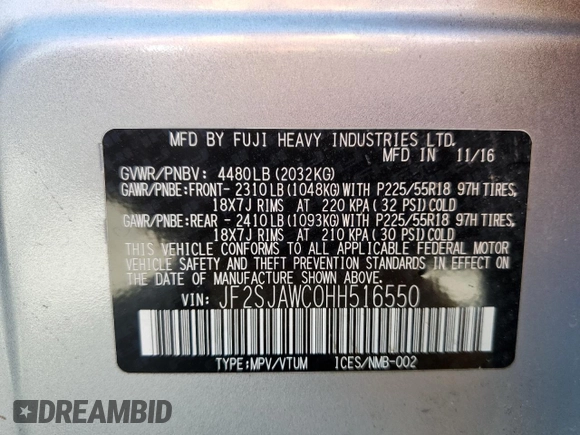 MFD BY FUJI HEAVY INDUSTRIES LTD.
MFD IN 11/16
GVWR/PNBV: 4480LB (2032KG)
GAWR/PNBE:FRONT- 2310LB(1048KG)WITH P225/55R18 97H TIRES,
18X7J RIMS AT 220 KPA (32 PSI)COLD
GAWR/PNBE:REAR - 2410LB(1093KG)WITH P225/55R18 97H TIRES,
18X7J RIMS AT 210 KPA (30 PSI)COLD
THIS VEHICLE CONFORMS TO ALL APPLICABLE FEDERAL MOTOR
VEHICLE SAFETY AND THEFT PREVENTION STANDARDS IN EFFECT ON
THE DATE OF MANUFACTURE SHOWN ABOVE.
VIN: JF2SJAWC0HH516550
TYPE:MPV/VTUM ICES/NMB-002
DREAMBID